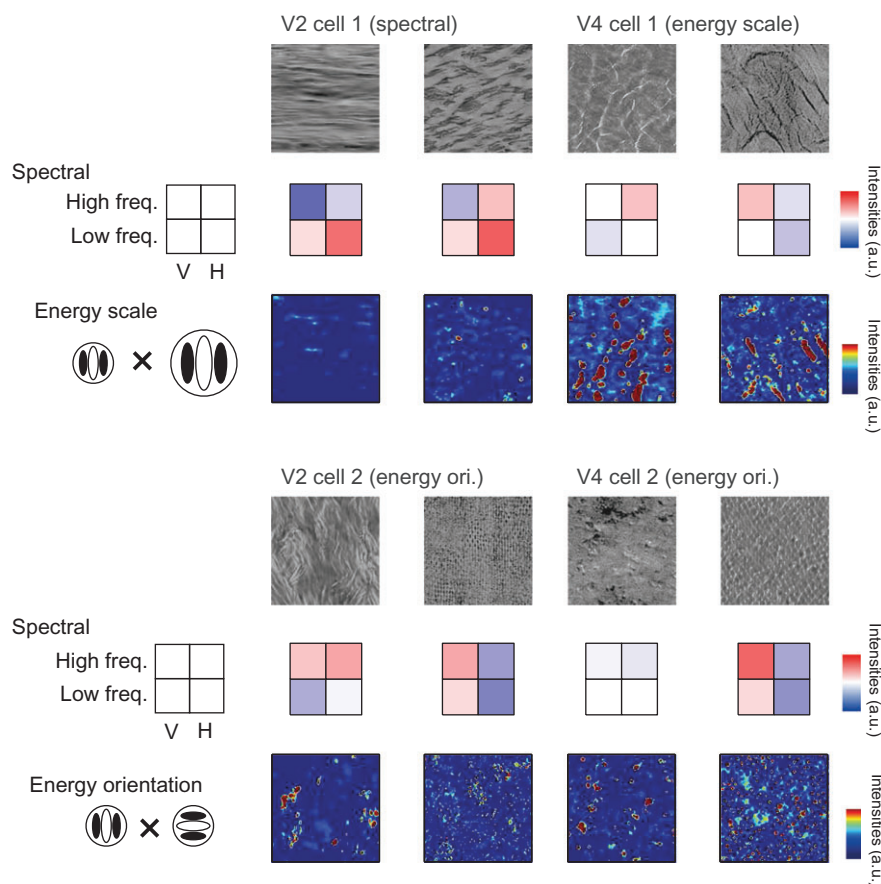 V2 cell 1 (spectral)
V4 cell 1 (energy scale)
Spectral
High freq.
Low freq.
V H
Intensities (a.u.)
Energy scale
×
Intensities (a.u.)
V2 cell 2 (energy ori.)
V4 cell 2 (energy ori.)
Spectral
High freq.
Low freq.
V H
Intensities (a.u.)
Energy orientation
×
Intensities (a.u.)